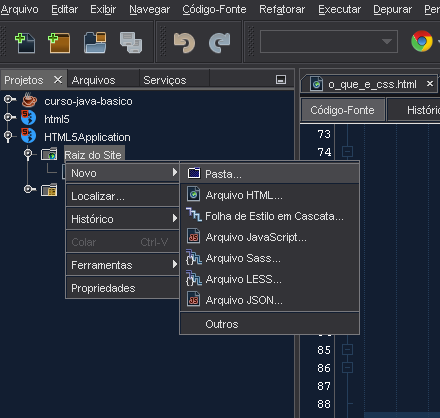 Arquivo Editar Exibir Navegar Código-Fonte Refatorar Executar Depurar
Projetos Arquivos Serviços
o_que_e_css.html
curso-java-basico
html5
HTML5Application
Raiz do Site
Código-Fonte
73
74
Novo
Localizar...
Histórico
Colar Ctrl-V
Ferramentas
Propriedades
Pasta...
Arquivo HTML...
Folha de Estilo em Cascata...
Arquivo JavaScript...
Arquivo Sass...
Arquivo LESS...
Arquivo JSON...
Outros
85
86
87
88